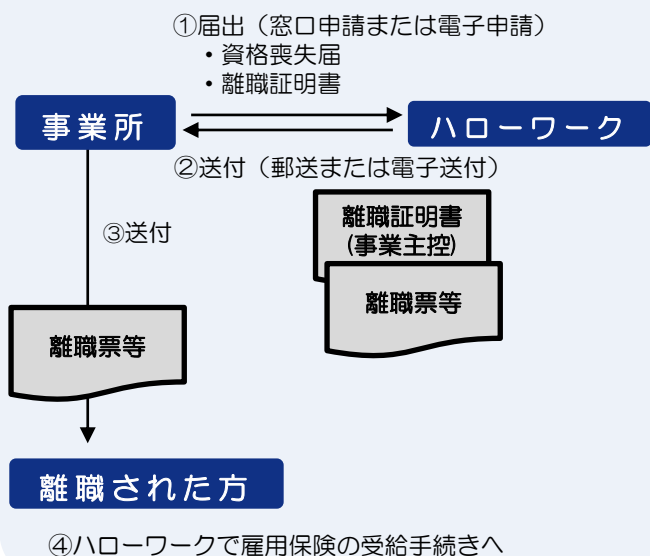 ①届出（窓口申請または電子申請）
・資格喪失届
・離職証明書
事業所
ハローワーク
②送付（郵送または電子送付）
離職証明書
(事業主控)
③送付
離職票等
離職票等
離職された方
④ハローワークで雇用保険の受給手続きへ